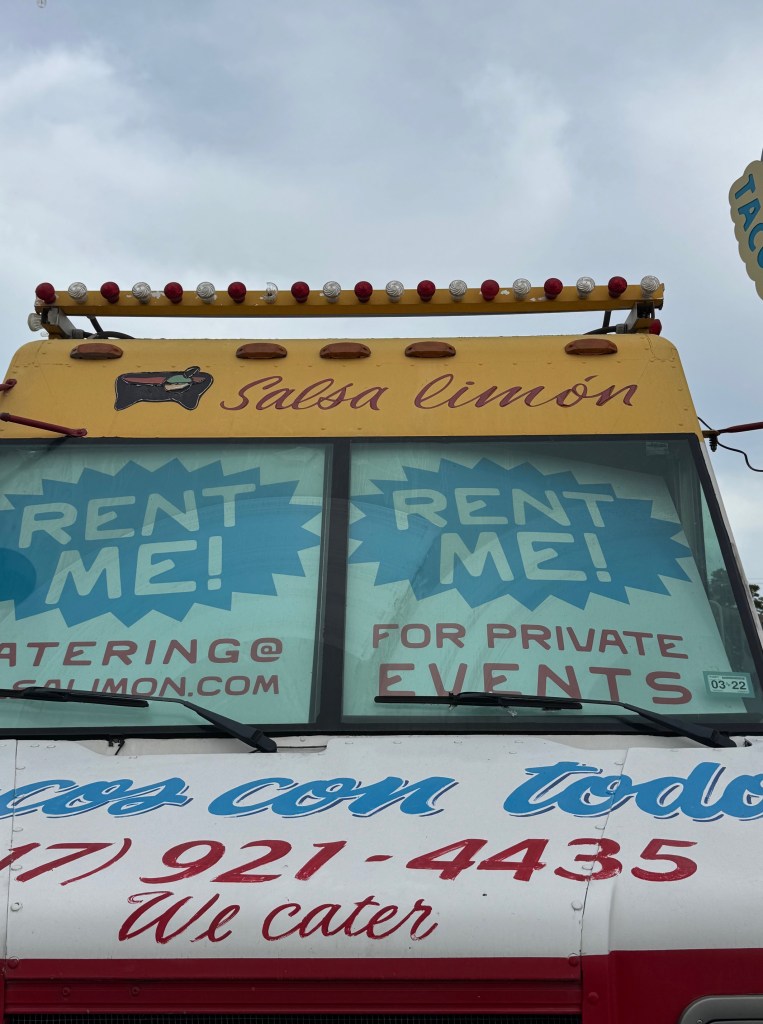 TACO
Salsa limón
RENT
ME!
ATERING@
SALIMON.COM
RENT
ME!
FOR PRIVATE
EVENTS
03 22
cos con todo
17) 921-4435
We cater